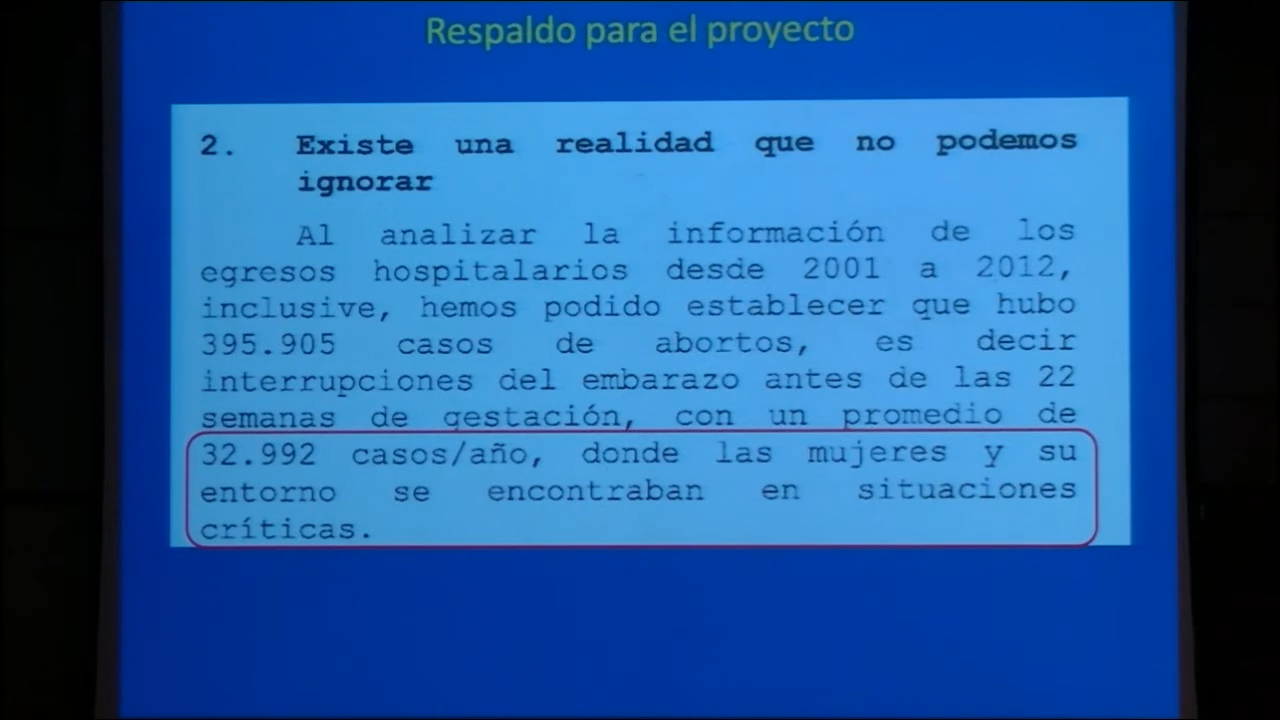 Respaldo para el proyecto
2. Existe una realidad que no podemos
ignorar
Al analizar la información de los
egresos hospitalarios desde 2001 a 2012,
inclusive, hemos podido establecer que hubo
395.905 casos de abortos, es decir
interrupciones del embarazo antes de las 22
semanas de gestación, con un promedio de
32.992 casos/año, donde las mujeres y su
entorno se encontraban en situaciones
críticas.